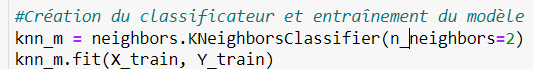 #Création du classificateur et entraînement du modèle
knn_m = neighbors.KNeighborsClassifier(n_neighbors=2)
knn_m.fit(X_train, Y_train)